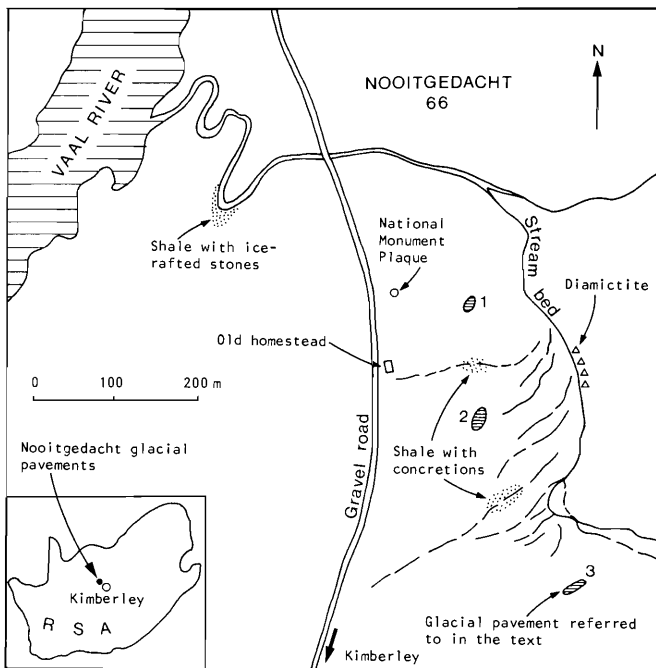 NOOITGEDACHT
66
N
VAAL RIVER
Shale with ice-
rafted stones
National
Monument
Plaque
1
Stream
bed
Diamictite
Old homestead
0 100 200 m
2
Shale with
concretions
Gravel road
Nooitgedacht glacial
pavements
Kimberley
R S A
3
Glacial pavement referred
to in the text
Kimberley